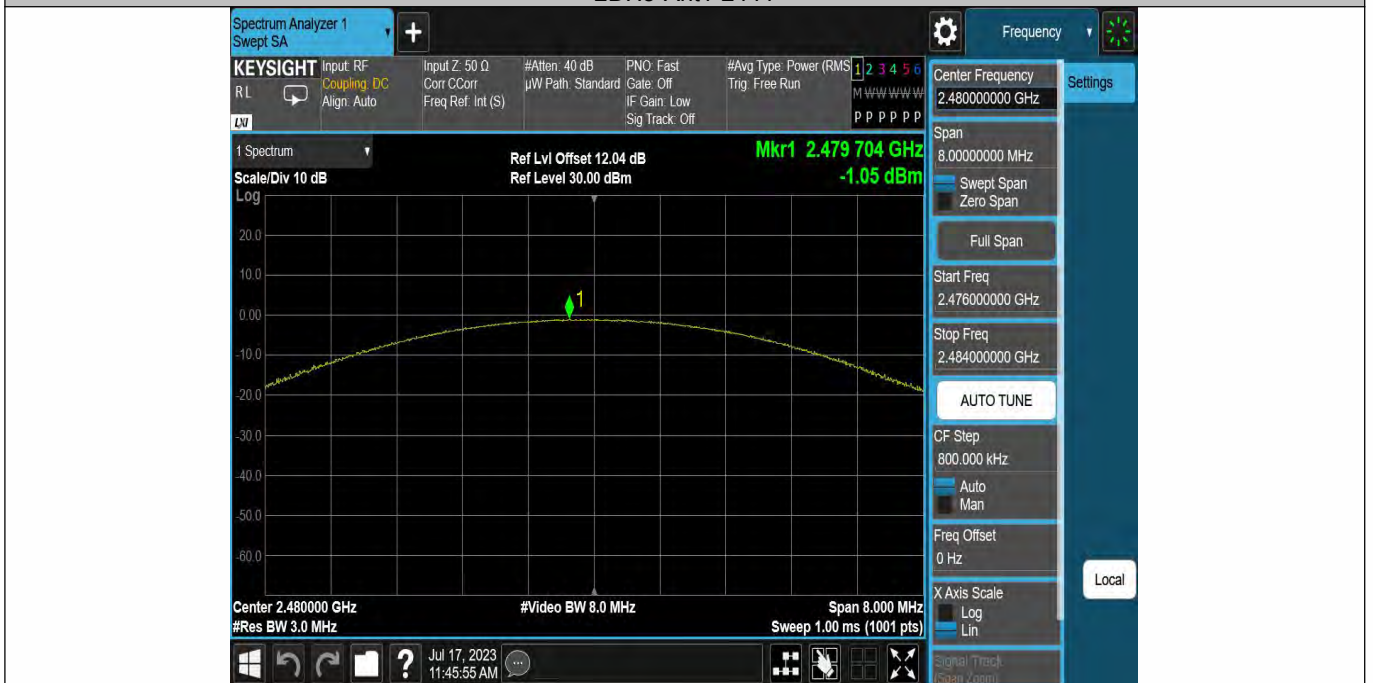 Spectrum Analyzer 1
Swept SA
+
Frequency
KEYSIGHT
RL
LXI
Input: RF
Coupling: DC
Align: Auto
Input Z: 50 Ω
Corr CCorr
Freq Ref: Int (S)
#Atten: 40 dB
µW Path: Standard
PNO: Fast
Gate: Off
IF Gain: Low
Sig Track: Off
#Avg Type: Power (RMS
Trig: Free Run
1 2 3 4 5 6
M W W W W W
P P P P P P
1 Spectrum
Scale/Div 10 dB
Ref Lvl Offset 12.04 dB
Ref Level 30.00 dBm
Mkr1 2.479 704 GHz
-1.05 dBm
Log
20.0
10.0
0.00
-10.0
-20.0
-30.0
-40.0
-50.0
-60.0
1
Center 2.480000 GHz
#Res BW 3.0 MHz
#Video BW 8.0 MHz
Span 8.000 MHz
Sweep 1.00 ms (1001 pts)
Center Frequency
2.480000000 GHz
Settings
Span
8.00000000 MHz
Swept Span
Zero Span
Full Span
Start Freq
2.476000000 GHz
Stop Freq
2.484000000 GHz
AUTO TUNE
CF Step
800.000 kHz
Auto
Man
Freq Offset
0 Hz
X Axis Scale
Log
Lin
Signal Track
(Span Zoom)
Local
?
Jul 17, 2023
11:45:55 AM